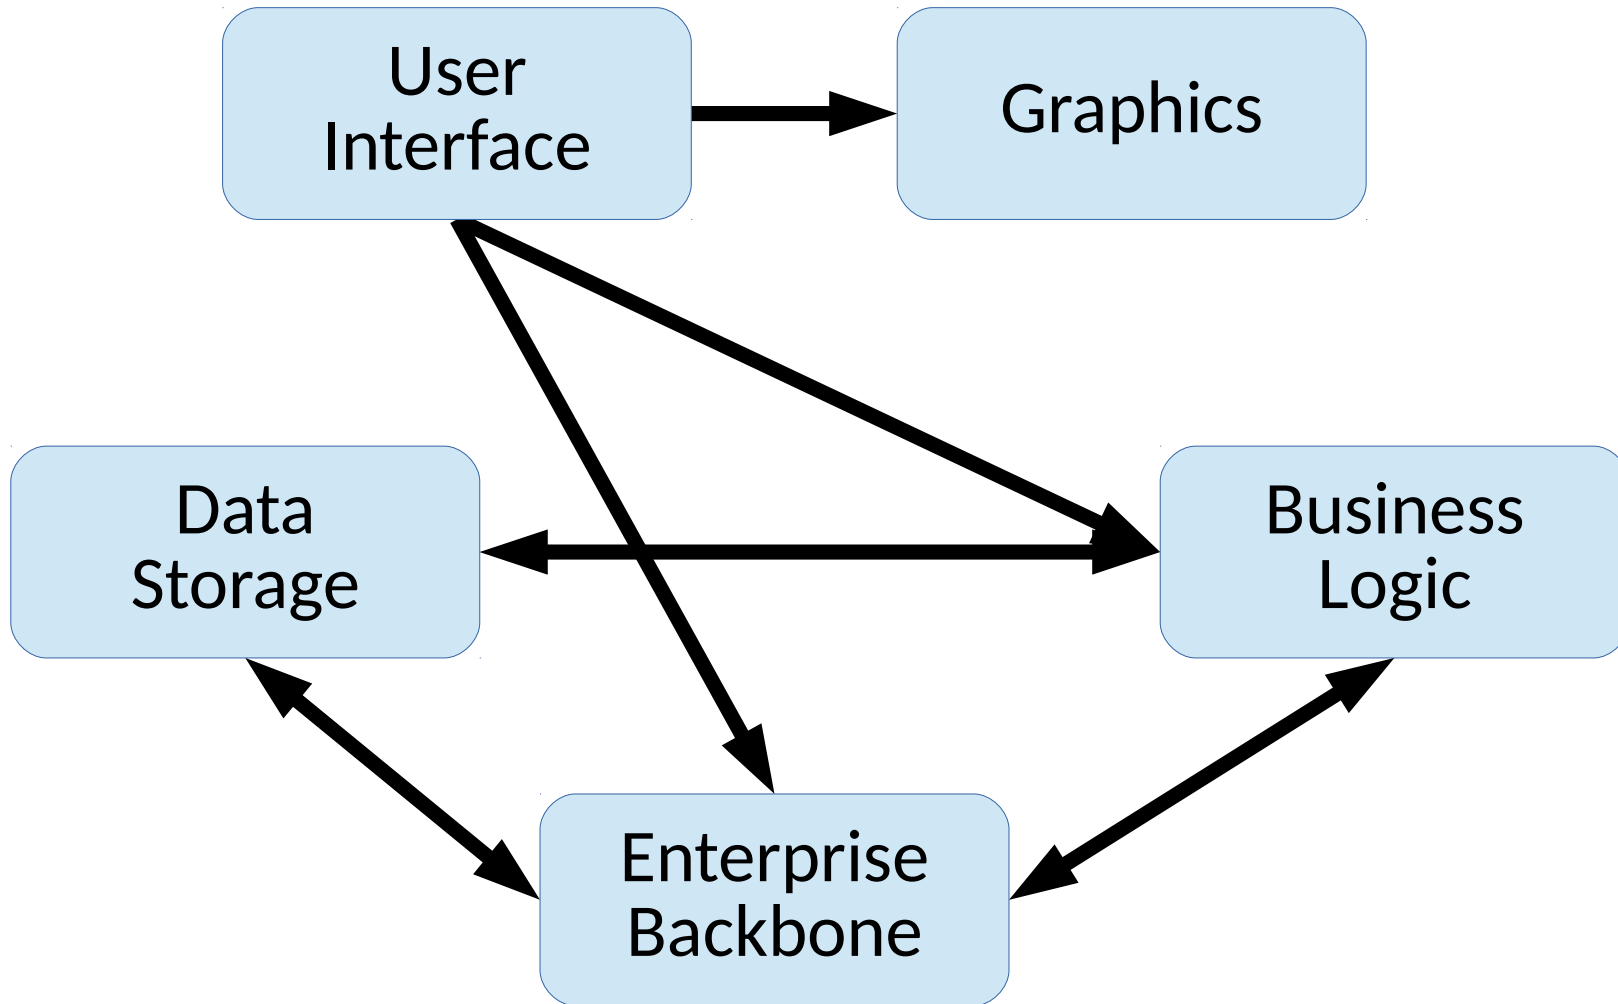 User
Interface
Graphics
Data
Storage
Business
Logic
Enterprise
Backbone